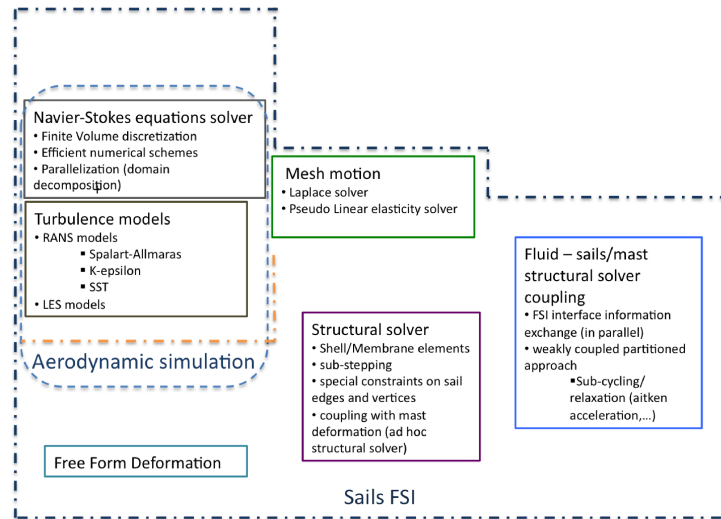 Navier-Stokes equations solver
• Finite Volume discretization
• Efficient numerical schemes
• Parallelization (domain
decomposition)
Turbulence models
• RANS models
▪ Spalart-Allmaras
▪ K-epsilon
▪ SST
• LES models
Aerodynamic simulation
Free Form Deformation
Mesh motion
• Laplace solver
• Pseudo Linear elasticity solver
Structural solver
• Shell/Membrane elements
• sub-stepping
• special constraints on sail
edges and vertices
• coupling with mast
deformation (ad hoc
structural solver)
Fluid – sails/mast
structural solver
coupling
• FSI interface information
exchange (in parallel)
• weakly coupled partitioned
approach
▪Sub-cycling/
relaxation (aitken
acceleration,...)
Sails FSI